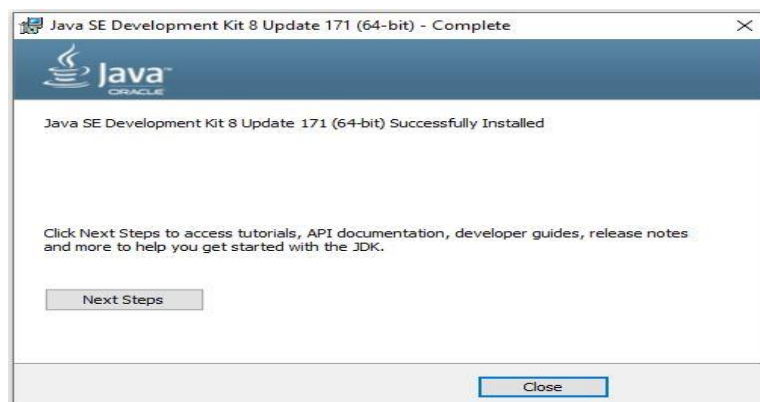 Java SE Development Kit 8 Update 171 (64-bit) - Complete
Java™
ORACLE
Java SE Development Kit 8 Update 171 (64-bit) Successfully Installed
Click Next Steps to access tutorials, API documentation, developer guides, release notes
and more to help you get started with the JDK.
Next Steps
Close